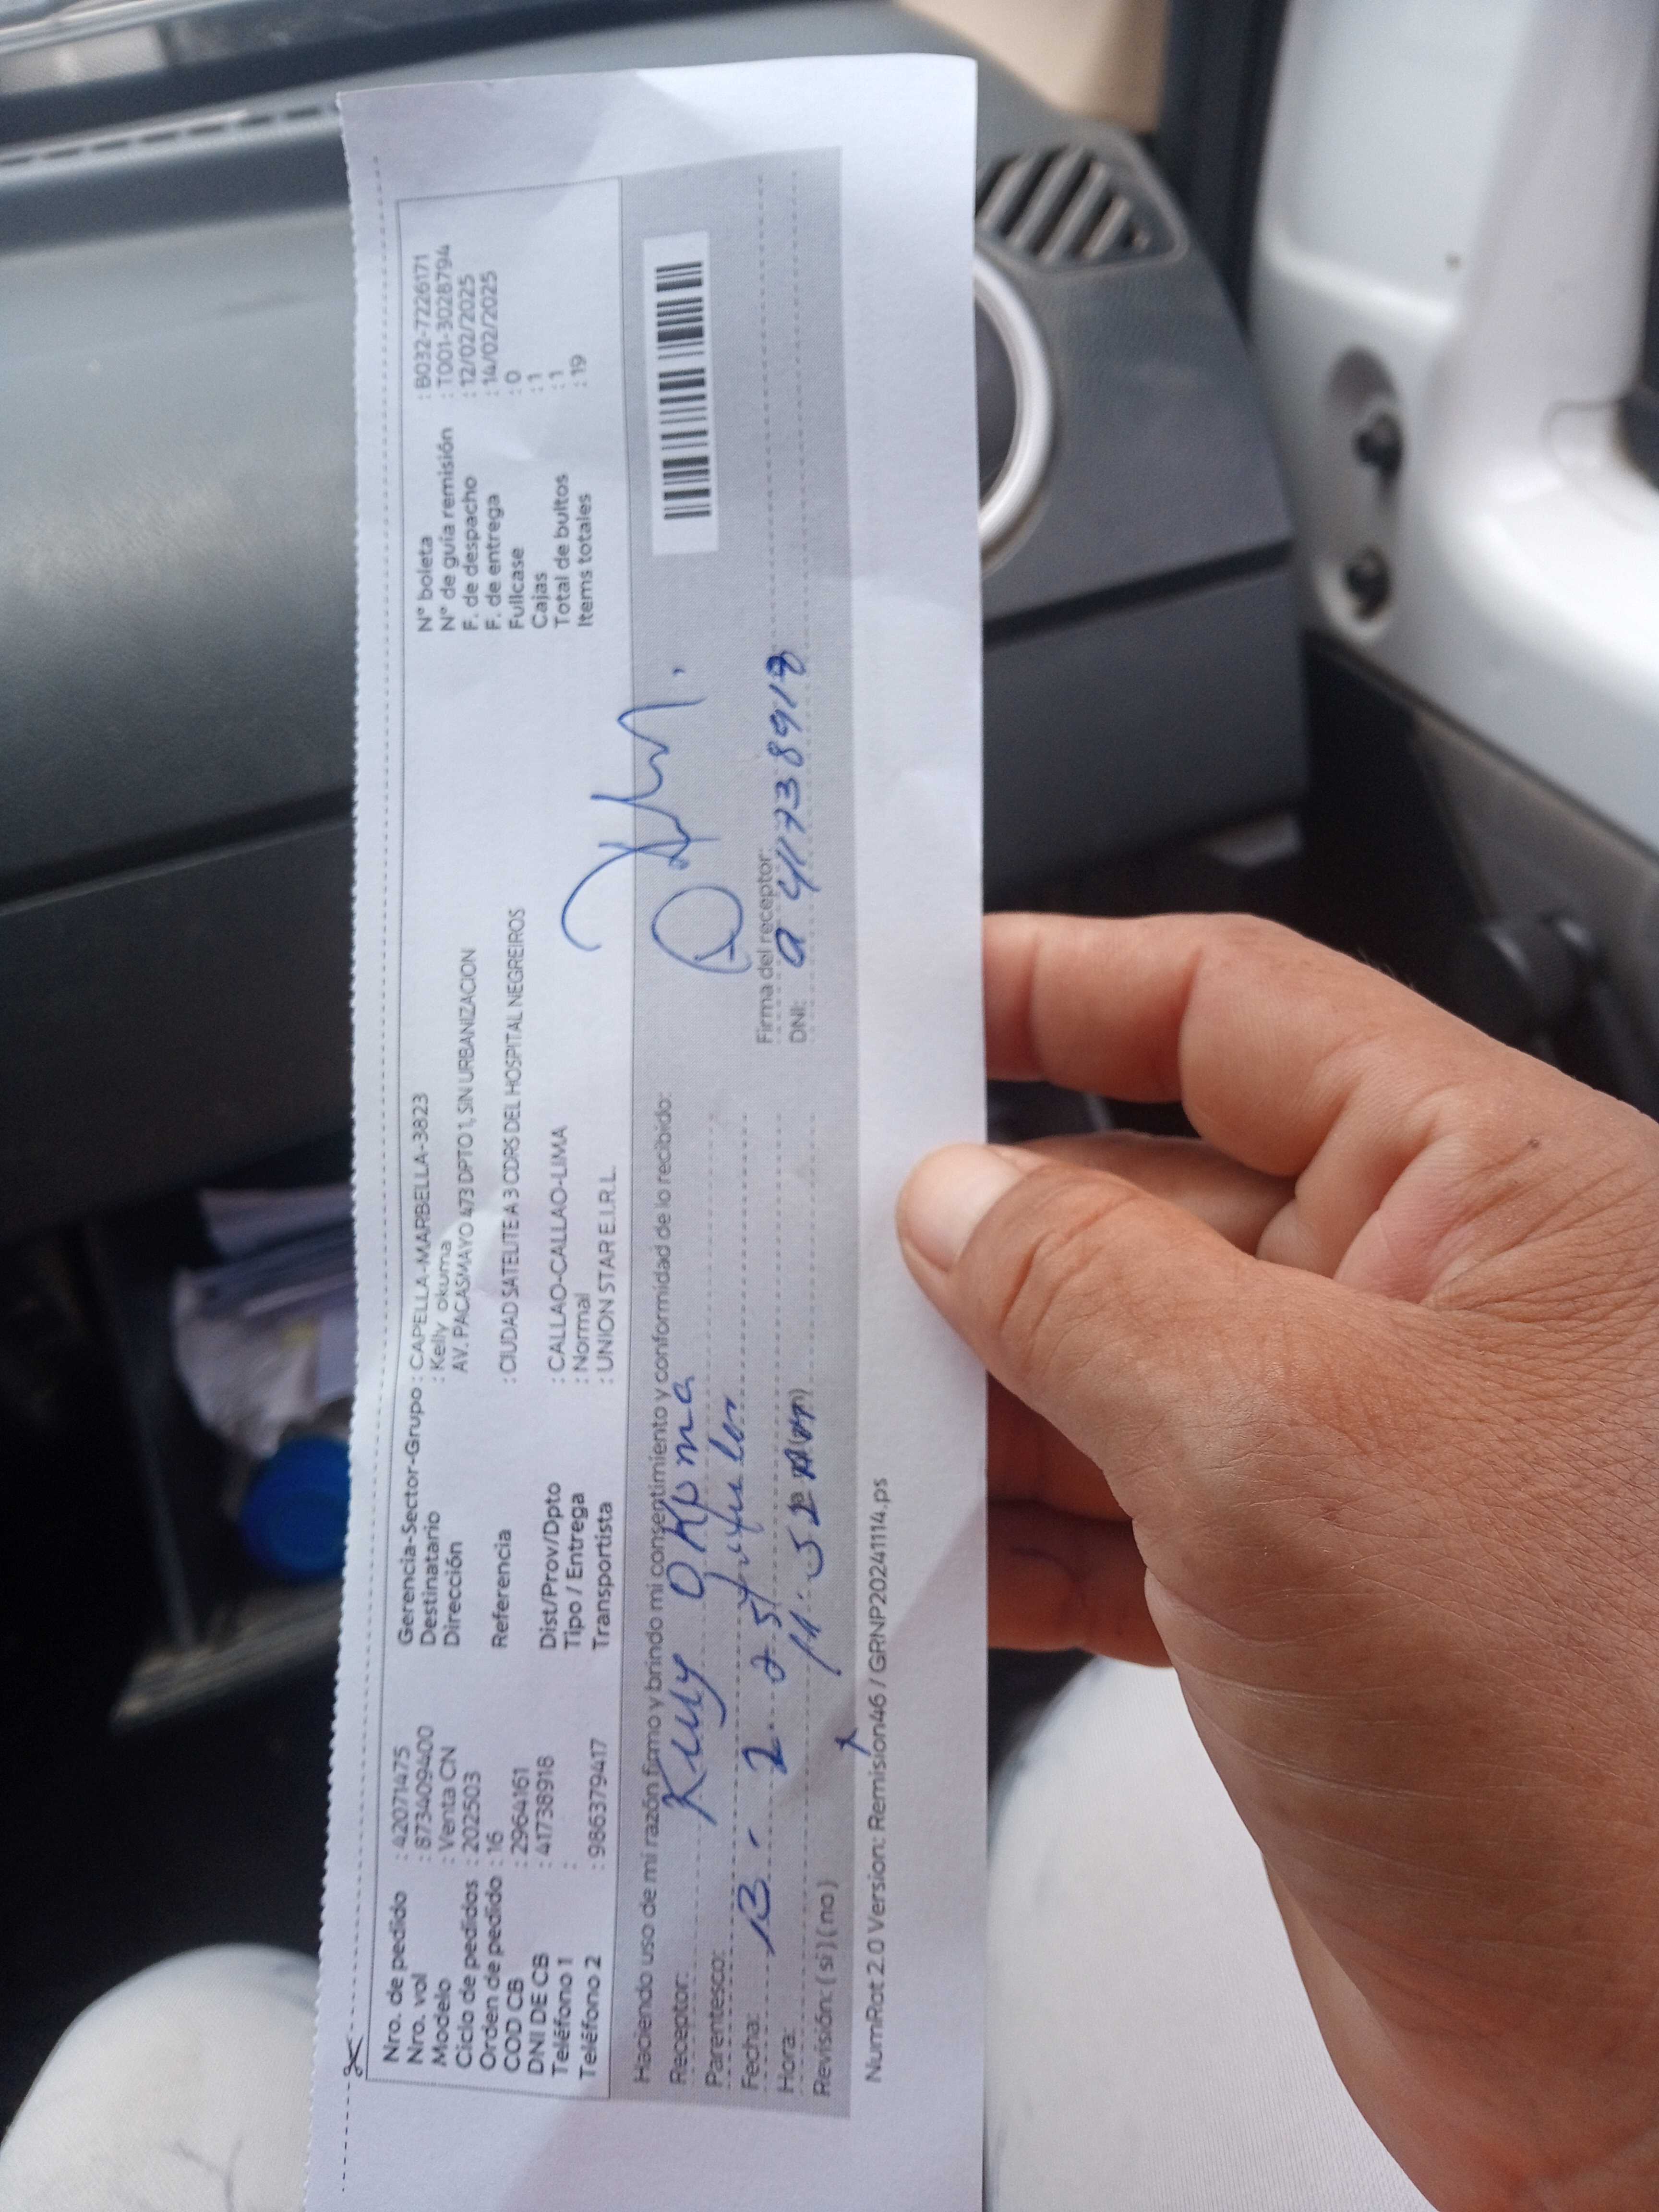 Nro. de pedido : 42071475
Nro. vol : 873409400
Modelo : Venta CN
Ciclo de pedidos : 202503
Orden de pedido : 16
COD CB : 2964161
DNI DE CB : 41738918
Teléfono 1 :
Teléfono 2 : 986379417
Gerencia-Sector-Grupo : CAPELLA-MARBELLA-3823
Destinatario : Kelly okuma
Dirección AV. PACASMAYO 473 DPTO 1, SIN URBANIZACION
Referencia : CIUDAD SATELITE A 3 CDRS DEL HOSPITAL NEGREIROS
Dist/Prov/Dpto : CALLAO-CALLAO-LIMA
Tipo / Entrega : Normal
Transportista : UNION STAR E.I.R.L.
N° boleta : B032-7226171
N° de guía remisión : T001-3028794
F. de despacho : 12/02/2025
F. de entrega : 14/02/2025
Fullcase : 0
Cajas : 1
Total de bultos : 1
Items totales : 19
Haciendo uso de mi razón firmo y brindo mi consentimiento y conformidad de lo recibido:
Receptor: Kelly
Parentesco:
Fecha: 13 - 2 - 25
Hora: 11:52
Revisión: ( si ) ( no )
Firma del receptor:
DNI: 41738918
NumRat 2.0 Version: Remision46 / GRNP20241114.ps